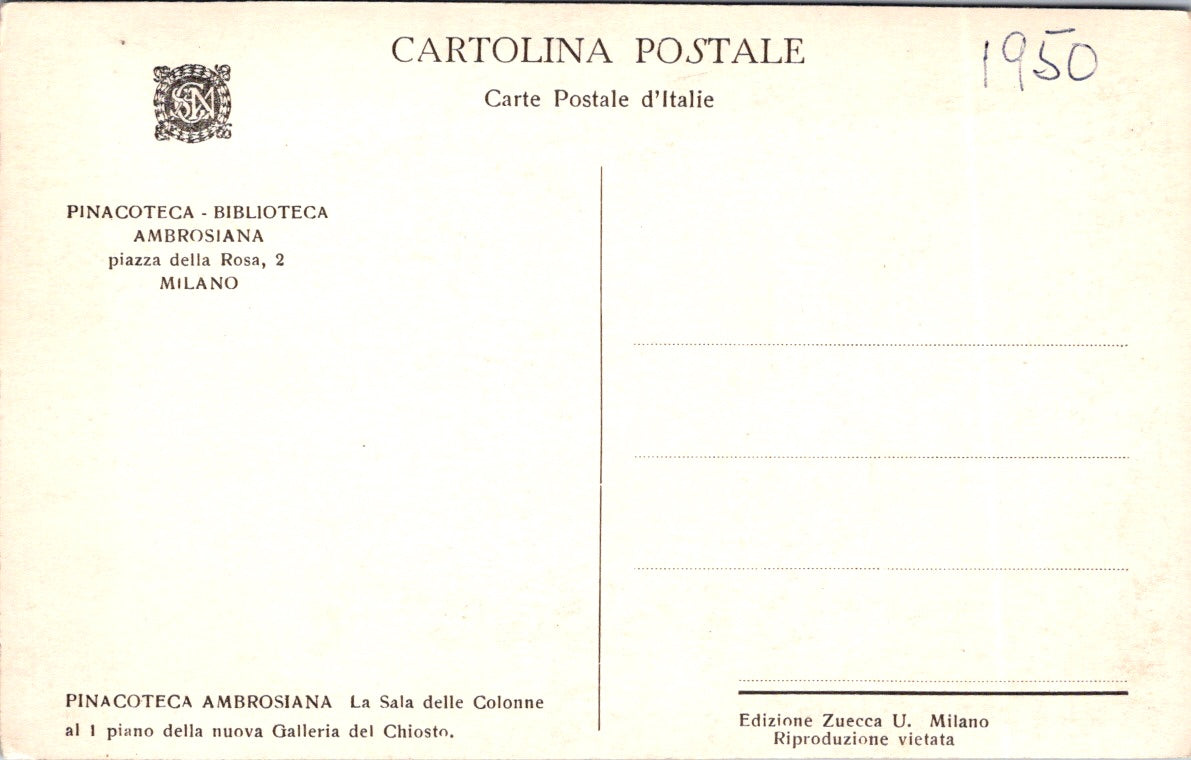 CARTOLINA POSTALE
1950
Carte Postale d'Italie
PINACOTECA - BIBLIOTECA
AMBROSIANA
piazza della Rosa, 2
MILANO
PINACOTECA AMBROSIANA La Sala delle Colonne
al 1 piano della nuova Galleria del Chiosto.
Edizione Zuecca U. Milano
Riproduzione vietata